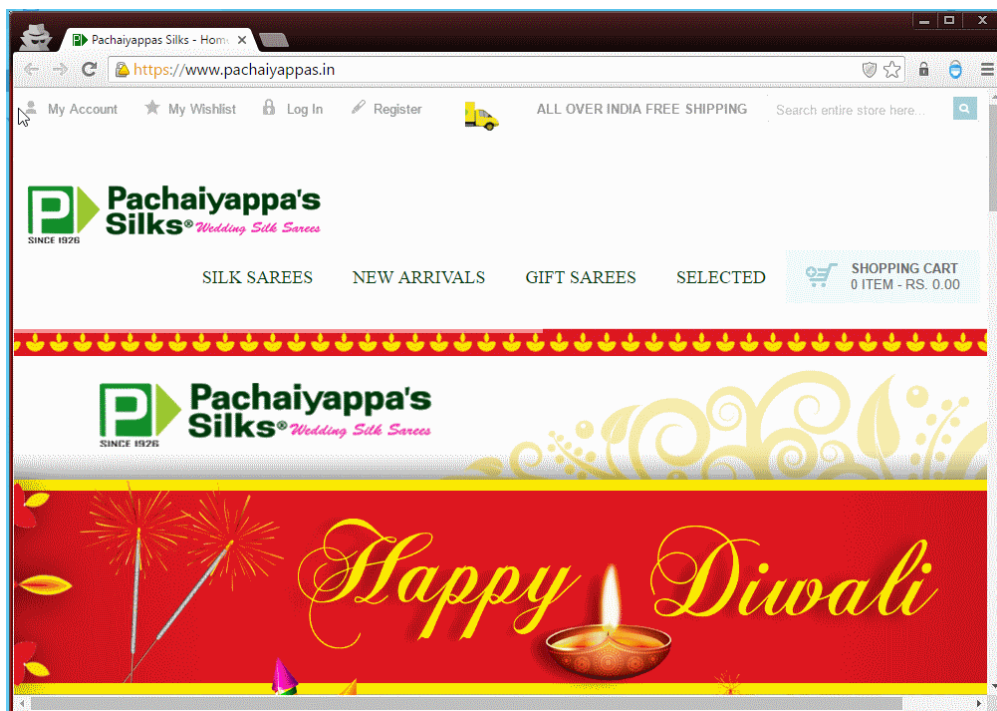 Pachaiyappas Silks - Hom
https://www.pachaiyappas.in
My Account My Wishlist Log In Register ALL OVER INDIA FREE SHIPPING Search entire store here...
P Pachaiyappa's
Silks® Wedding Silk Sarees
SINCE 1926
SILK SAREES NEW ARRIVALS GIFT SAREES SELECTED SHOPPING CART
0 ITEM - RS. 0.00
P Pachaiyappa's
Silks® Wedding Silk Sarees
SINCE 1926
Happy Diwali